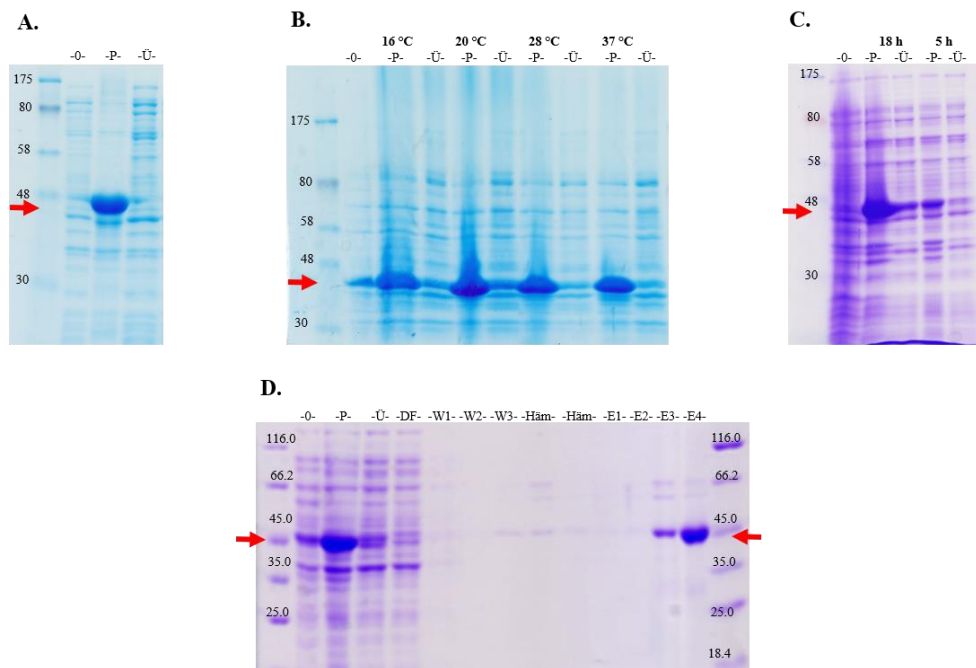 A.
-0- -P- -Ü-
175
80
58
48
30
B.
16 °C 20 °C 28 °C 37 °C
-0- -P- -Ü- -P- -Ü- -P- -Ü- -P- -Ü-
175
80
58
48
30
C.
18 h 5 h
-0- -P- -Ü- -P- -Ü-
175
80
58
48
30
D.
-0- -P- -Ü- -DF- -W1- -W2- -W3- -Häm- -Häm- -E1- -E2- -E3- -E4-
116.0 116.0
66.2 66.2
45.0 45.0
35.0 35.0
25.0 25.0
18.4